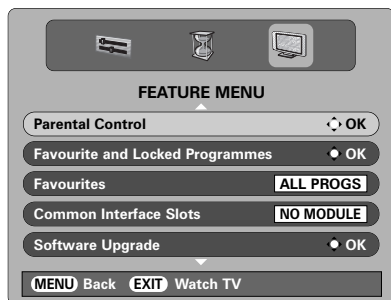 FEATURE MENU
Parental Control OK
Favourite and Locked Programmes OK
Favourites ALL PROGS
Common Interface Slots NO MODULE
Software Upgrade OK
MENU Back EXIT Watch TV